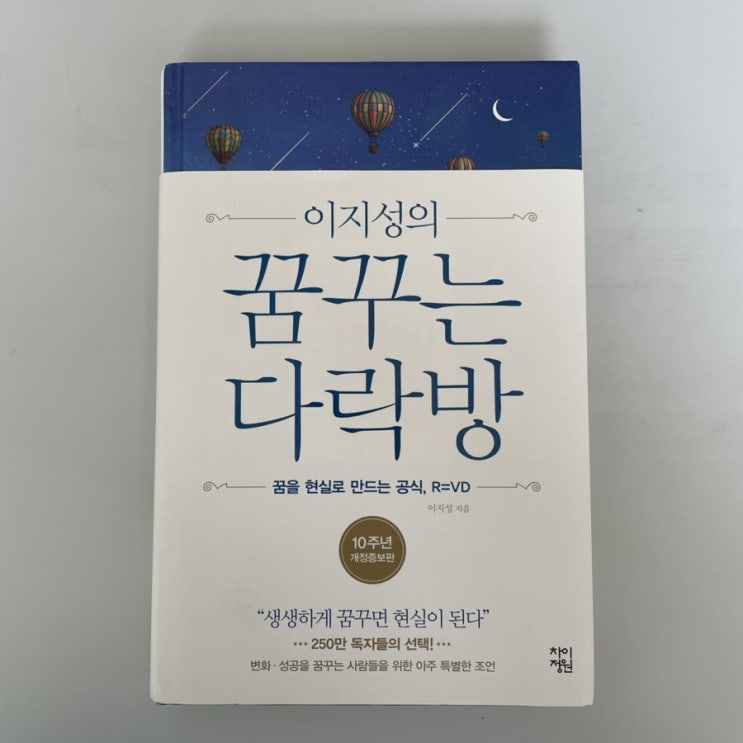 이지성의
꿈꾸는
다락방
꿈을 현실로 만드는 공식, R=VD
이지성 지음
10주년
개정증보판
“생생하게 꿈꾸면 현실이 된다”
250만 독자들의 선택!
변화·성공을 꿈꾸는 사람들을 위한 아주 특별한 조언
차이
정원